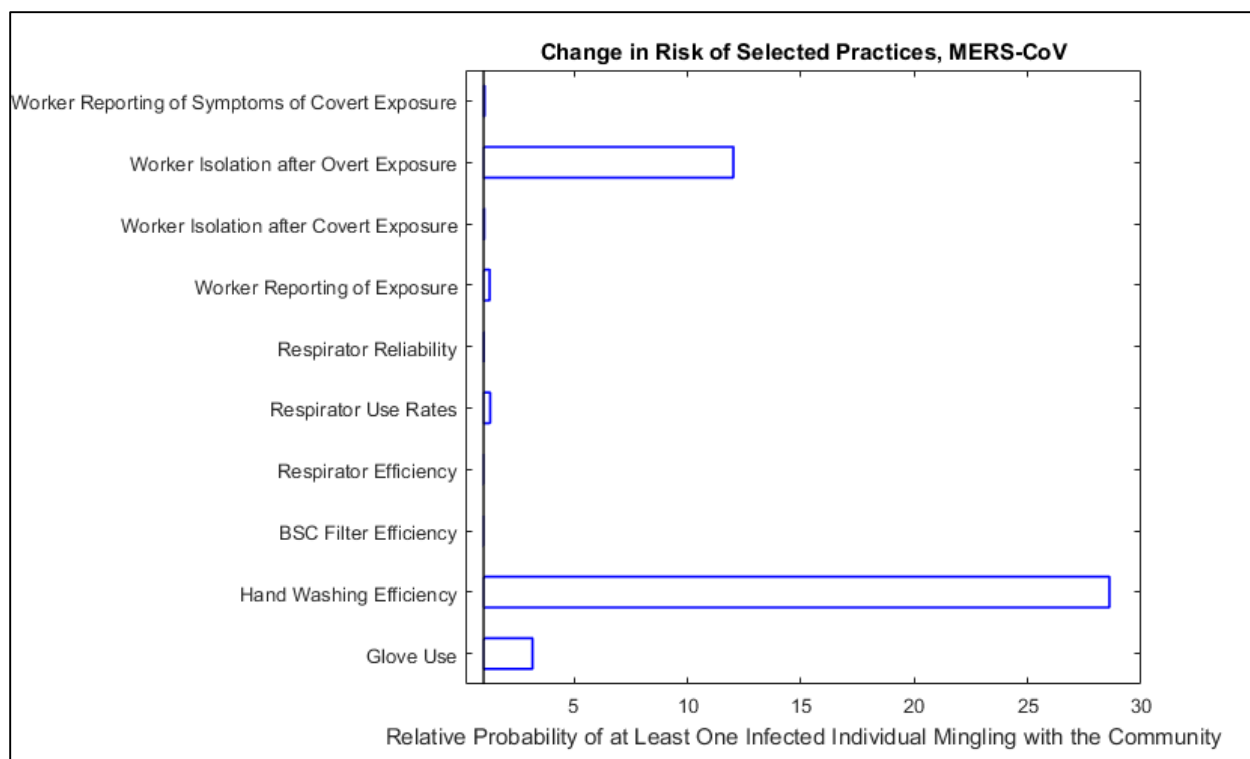 Change in Risk of Selected Practices, MERS-CoV
Worker Reporting of Symptoms of Covert Exposure
Worker Isolation after Overt Exposure
Worker Isolation after Covert Exposure
Worker Reporting of Exposure
Respirator Reliability
Respirator Use Rates
Respirator Efficiency
BSC Filter Efficiency
Hand Washing Efficiency
Glove Use
5 10 15 20 25 30
Relative Probability of at Least One Infected Individual Mingling with the Community